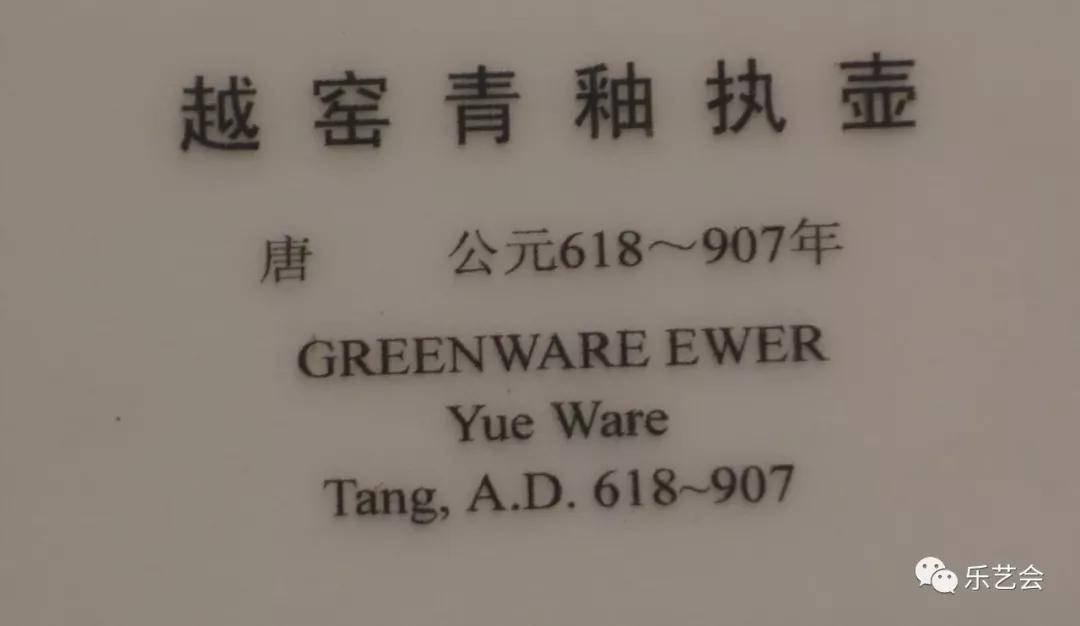 越窑青釉执壶
唐 公元618～907年
GREENWARE EWER
Yue Ware
Tang, A.D. 618~907
乐艺会